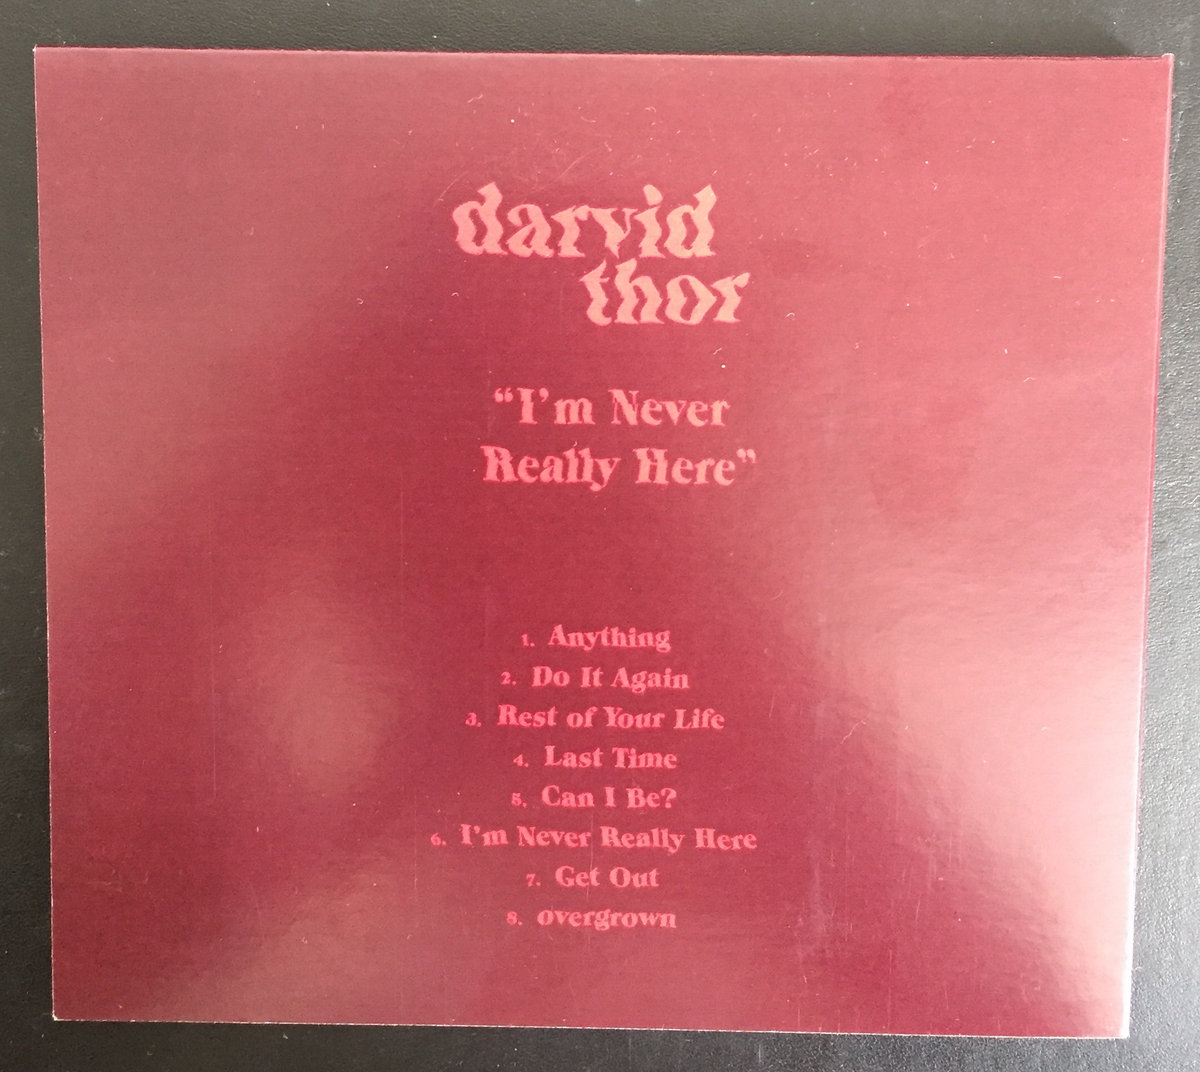 darvid
thor
“I’m Never
Really Here”
1. Anything
2. Do It Again
3. Rest of Your Life
4. Last Time
5. Can I Be?
6. I’m Never Really Here
7. Get Out
8. overgrown